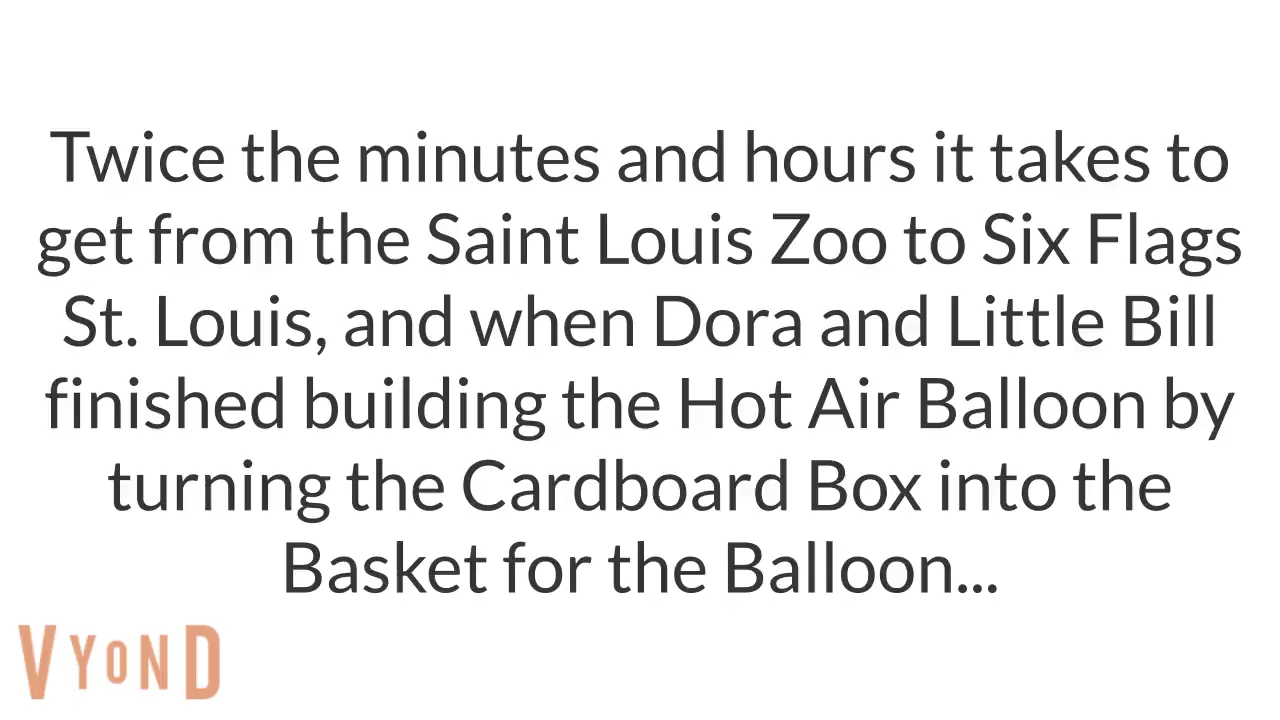 Twice the minutes and hours it takes to
get from the Saint Louis Zoo to Six Flags
St. Louis, and when Dora and Little Bill
finished building the Hot Air Balloon by
turning the Cardboard Box into the
Basket for the Balloon...
VYOND